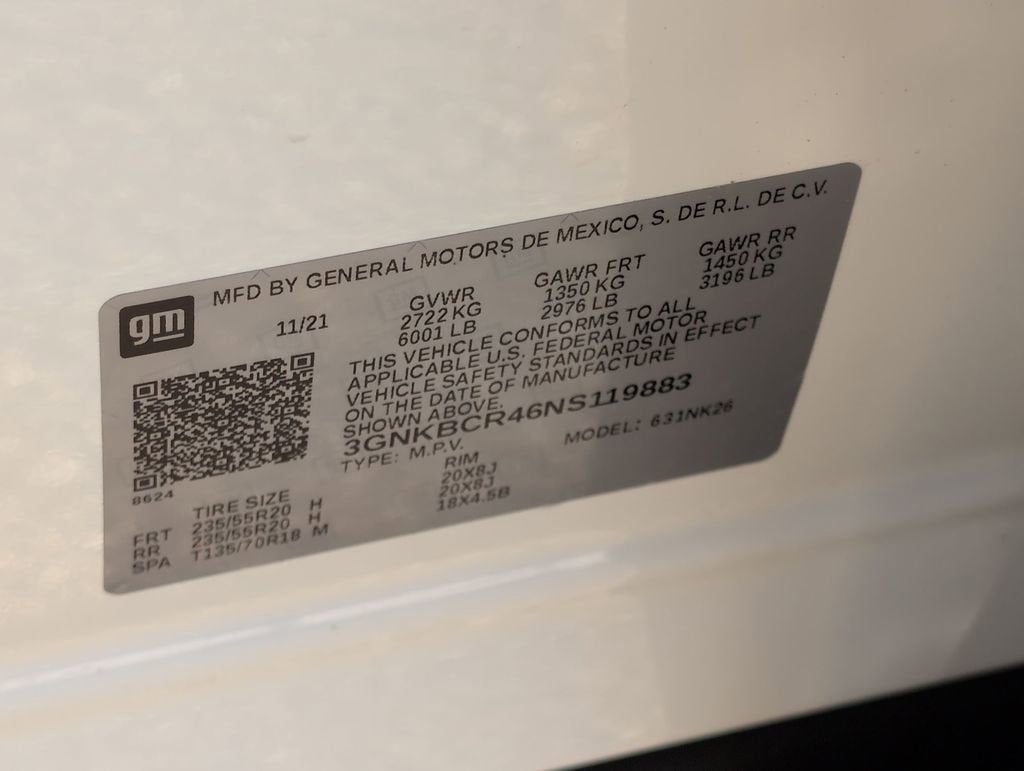 MFD BY GENERAL MOTORS DE MEXICO, S. DE R.L. DE C.V.
gm
11/21
GVWR GAWR FRT GAWR RR
2722 KG 1350 KG 1450 KG
6001 LB 2976 LB 3196 LB
THIS VEHICLE CONFORMS TO ALL
APPLICABLE U.S. FEDERAL MOTOR
VEHICLE SAFETY STANDARDS IN EFFECT
ON THE DATE OF MANUFACTURE
SHOWN ABOVE.
3GNKBCR46NS119883
TYPE: M.P.V. MODEL: 631NK26
8624
TIRE SIZE RIM
FRT 235/55R20 H 20X8J
RR 235/55R20 H 20X8J
SPA T135/70R18 M 18X4.5B